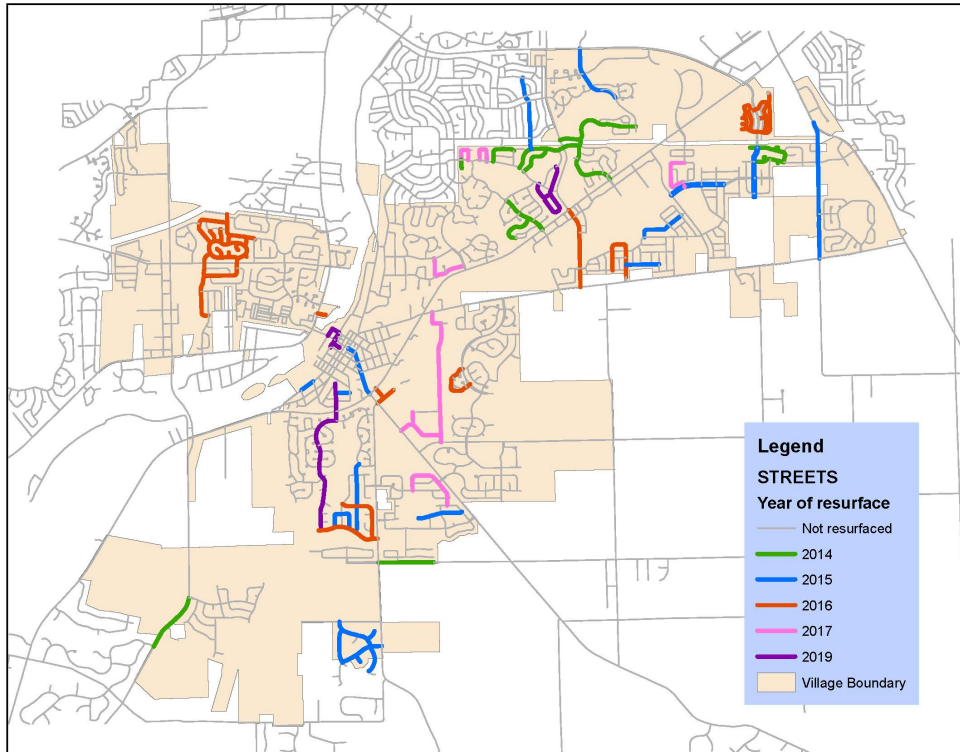 Legend
STREETS
Year of resurface
Not resurfaced
2014
2015
2016
2017
2019
Village Boundary